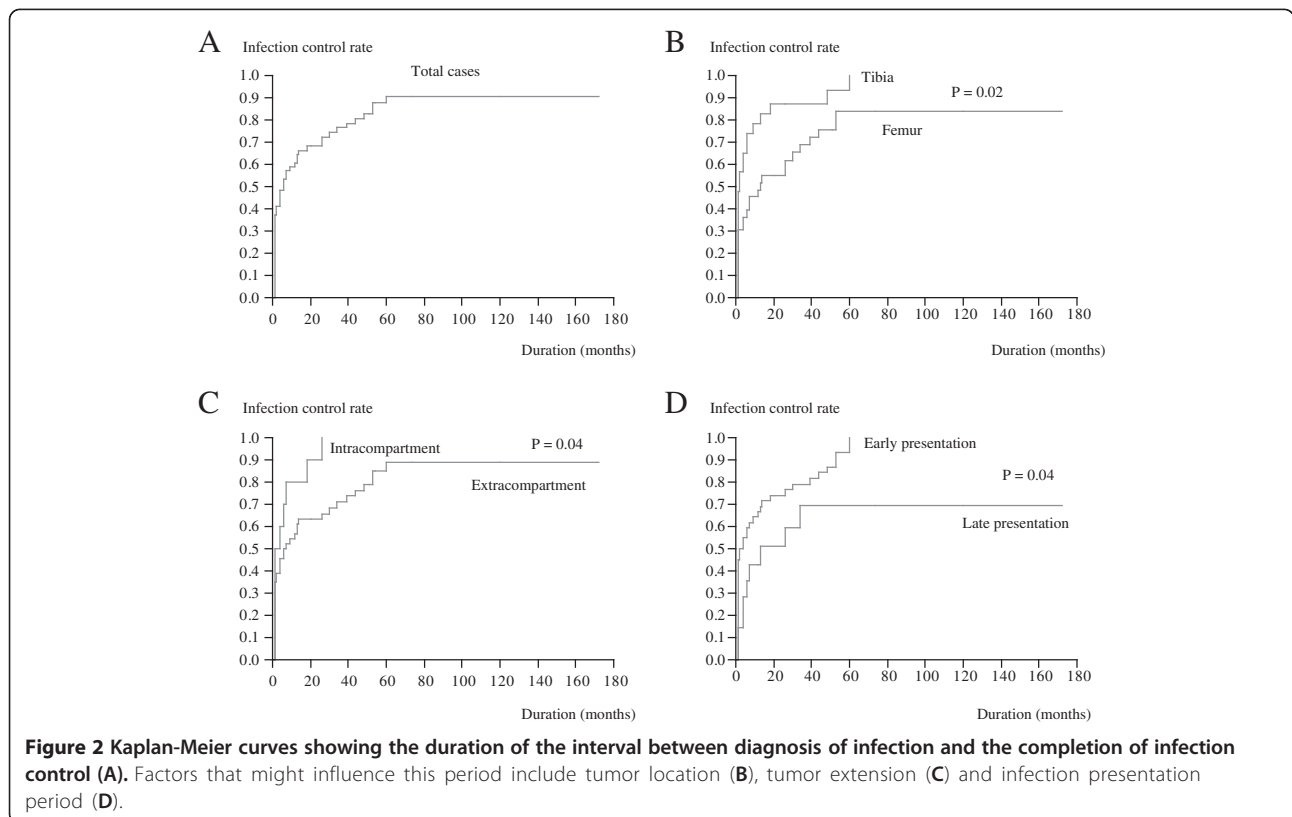 A Infection control rate
Total cases
1.0
0.9
0.8
0.7
0.6
0.5
0.4
0.3
0.2
0.1
0.0
0 20 40 60 80 100 120 140 160 180
Duration (months)
B Infection control rate
Tibia
P = 0.02
Femur
1.0
0.9
0.8
0.7
0.6
0.5
0.4
0.3
0.2
0.1
0.0
0 20 40 60 80 100 120 140 160 180
Duration (months)
C Infection control rate
Intracompartment
P = 0.04
Extracompartment
1.0
0.9
0.8
0.7
0.6
0.5
0.4
0.3
0.2
0.1
0.0
0 20 40 60 80 100 120 140 160 180
Duration (months)
D Infection control rate
Early presentation
P = 0.04
Late presentation
1.0
0.9
0.8
0.7
0.6
0.5
0.4
0.3
0.2
0.1
0.0
0 20 40 60 80 100 120 140 160 180
Duration (months)
Figure 2 Kaplan-Meier curves showing the duration of the interval between diagnosis of infection and the completion of infection
control (A). Factors that might influence this period include tumor location (B), tumor extension (C) and infection presentation
period (D).